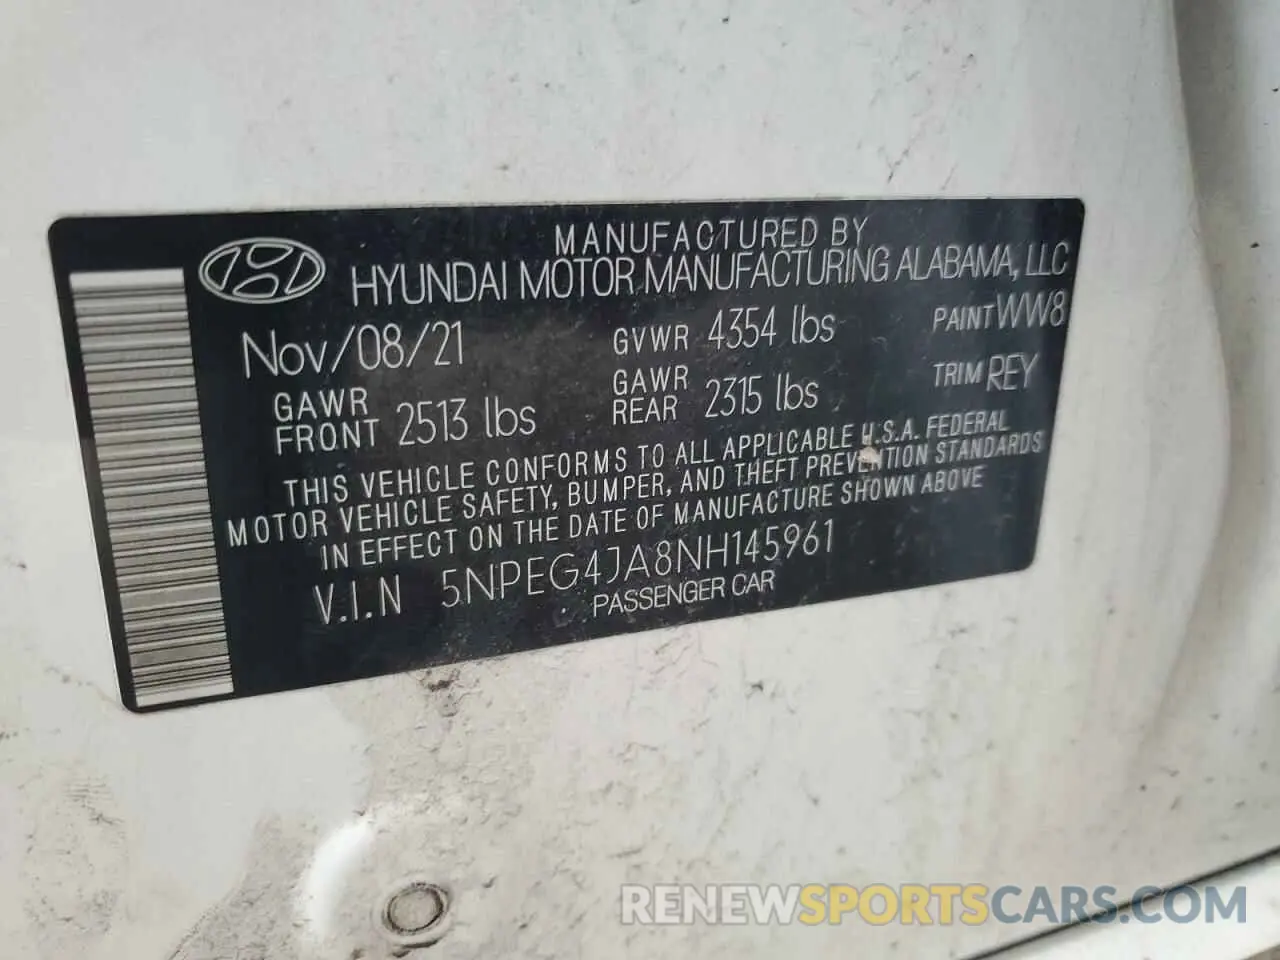 MANUFACTURED BY
HYUNDAI MOTOR MANUFACTURING ALABAMA, LLC
Nov/08/21 GVWR 4354 lbs PAINT WW8
GAWR FRONT 2513 lbs GAWR REAR 2315 lbs TRIM REY
THIS VEHICLE CONFORMS TO ALL APPLICABLE U.S.A. FEDERAL
MOTOR VEHICLE SAFETY, BUMPER, AND THEFT PREVENTION STANDARDS
IN EFFECT ON THE DATE OF MANUFACTURE SHOWN ABOVE
V.I.N 5NPEG4JA8NH145961
PASSENGER CAR
RENEWSPORTSCARS.COM